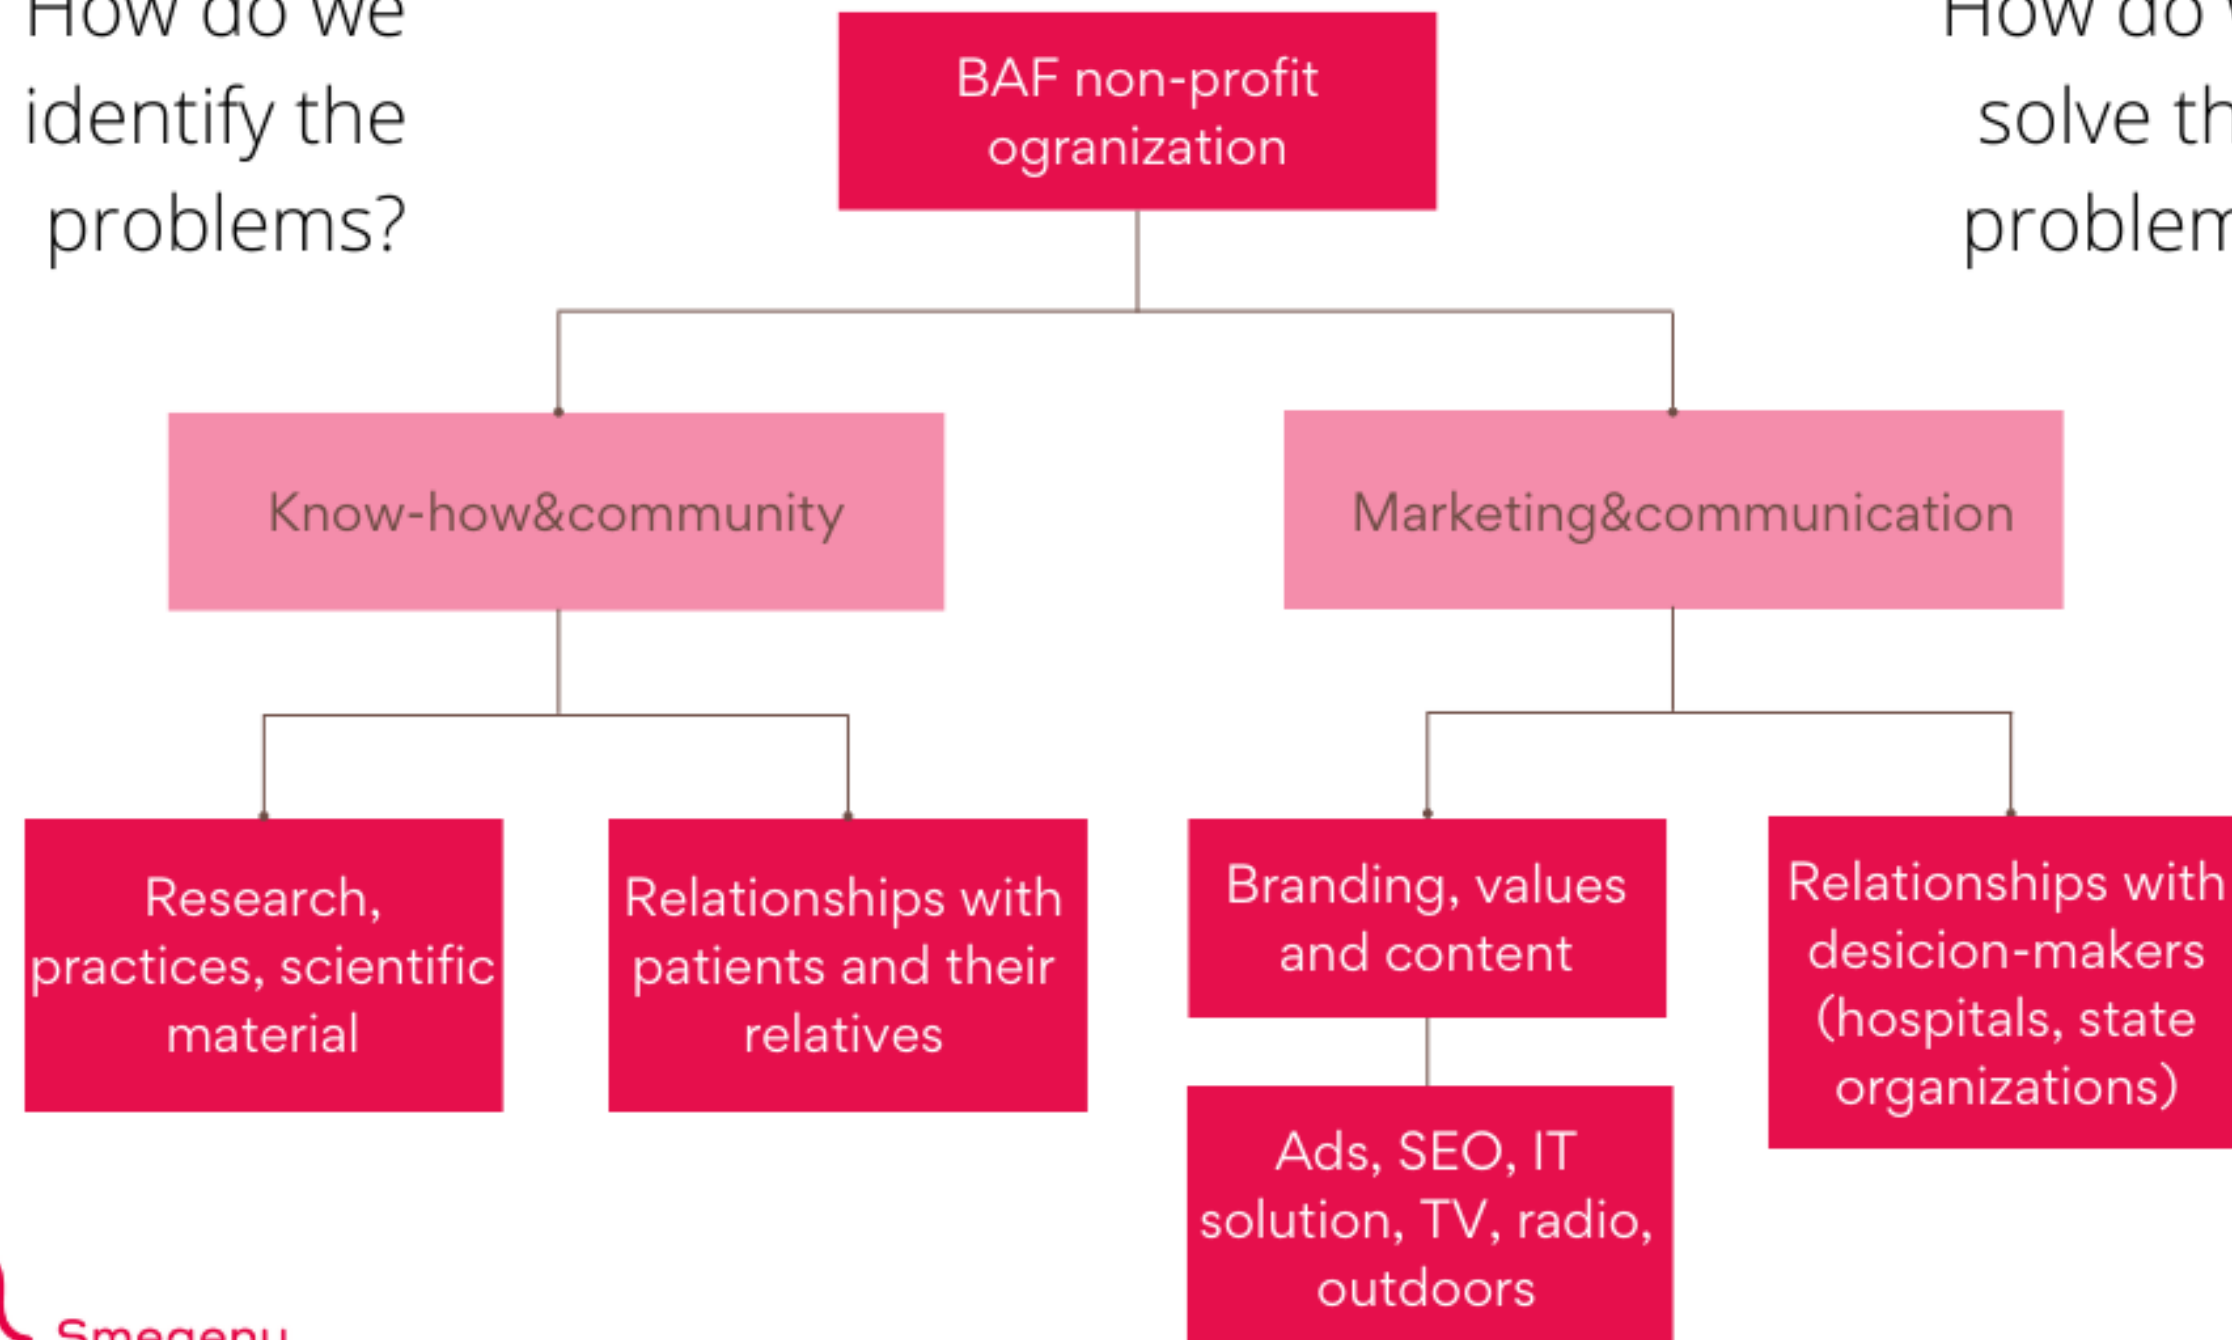 How do we
identify the
problems?
BAF non-profit
ogranization
How do
solve
Know-how&community
Marketing&communication
Research,
practices, scientific
material
Relationships with
patients and their
relatives
Branding, values
and content
Relationships with
desicion-makers
(hospitals, state
organizations)
Ads, SEO, IT
solution, TV, radio,
outdoors
Smegenų